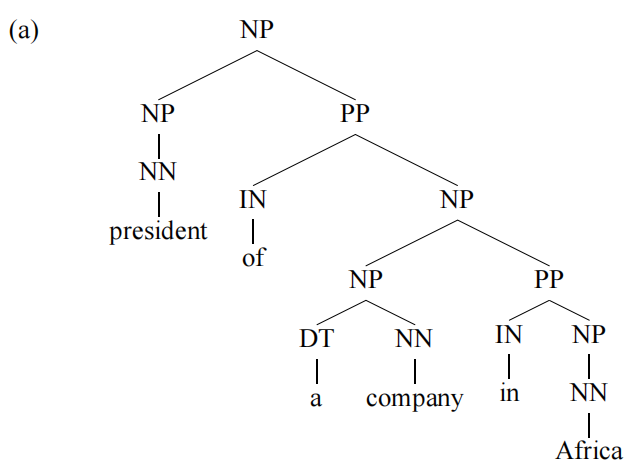 (a) NP
NP PP
NN
IN NP
president
of
NP PP
DT NN IN NP
a company in NN
Africa